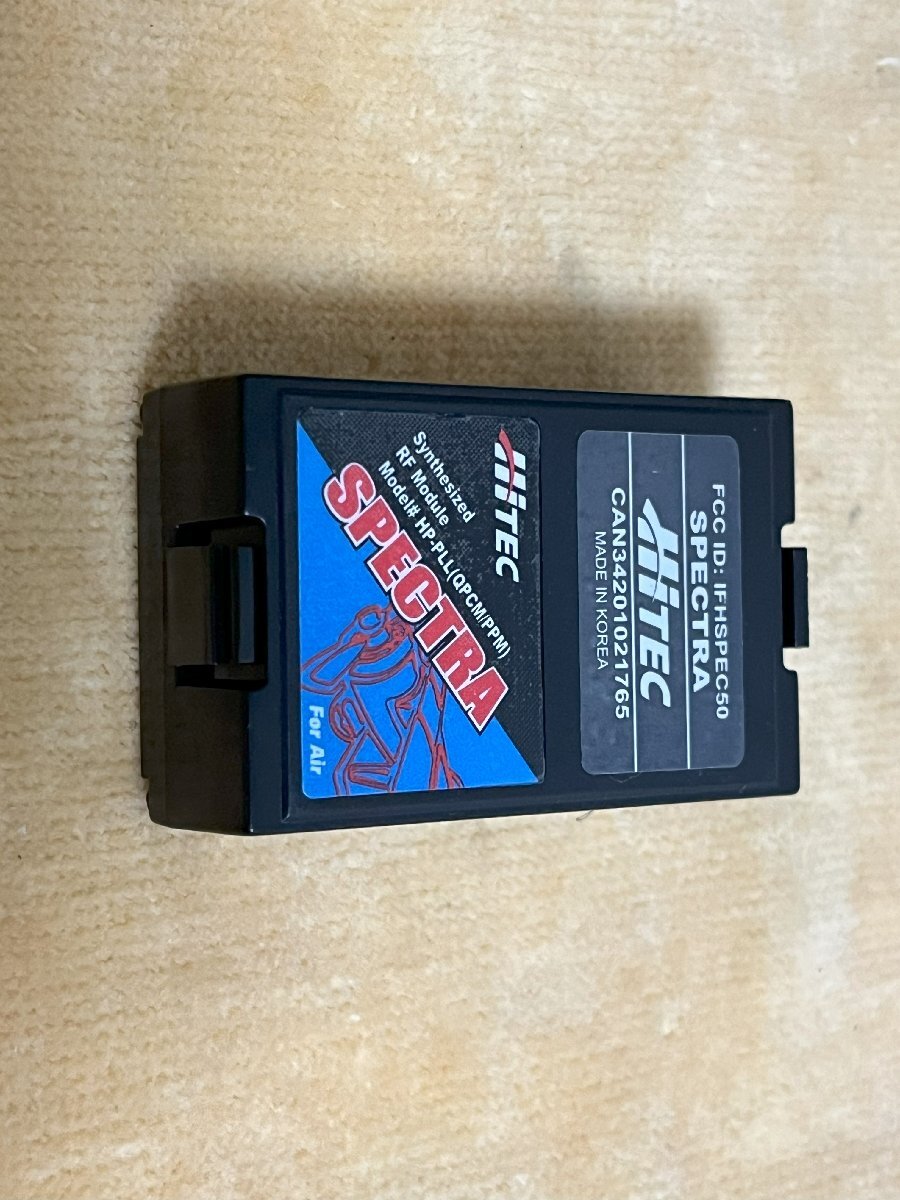 HiTEC
Synthesized
RF Module
Model# HP-PLL(QPCM/PPM)
SPECTRA
For Air
FCC ID: IFHSPEC50
SPECTRA
HiTEC
CAN34201021765
MADE IN KOREA